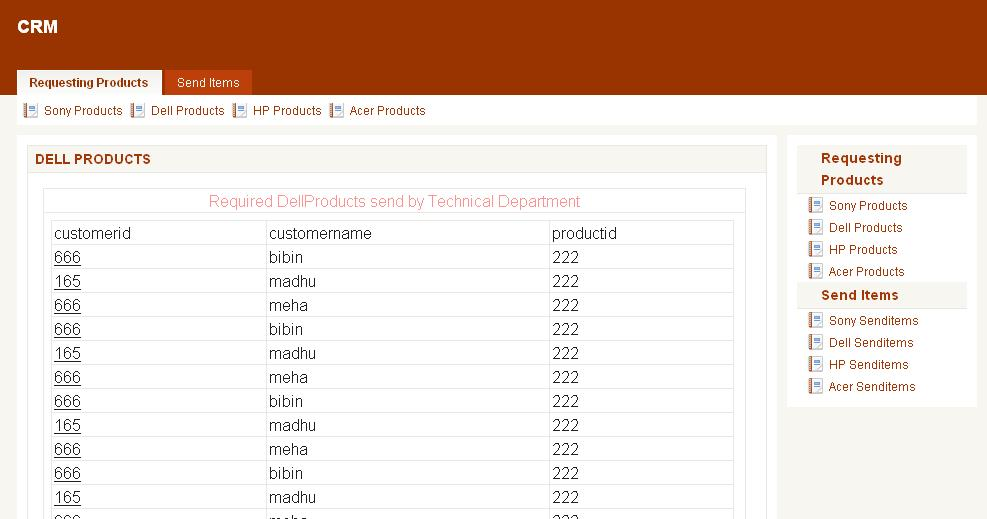 CRM
Requesting Products Send Items
Sony Products Dell Products HP Products Acer Products
DELL PRODUCTS
Required DellProducts send by Technical Department
customerid customername productid
666 bibin 222
165 madhu 222
666 meha 222
666 bibin 222
165 madhu 222
666 meha 222
666 bibin 222
165 madhu 222
666 meha 222
666 bibin 222
165 madhu 222
Requesting
Products
Sony Products
Dell Products
HP Products
Acer Products
Send Items
Sony Senditems
Dell Senditems
HP Senditems
Acer Senditems